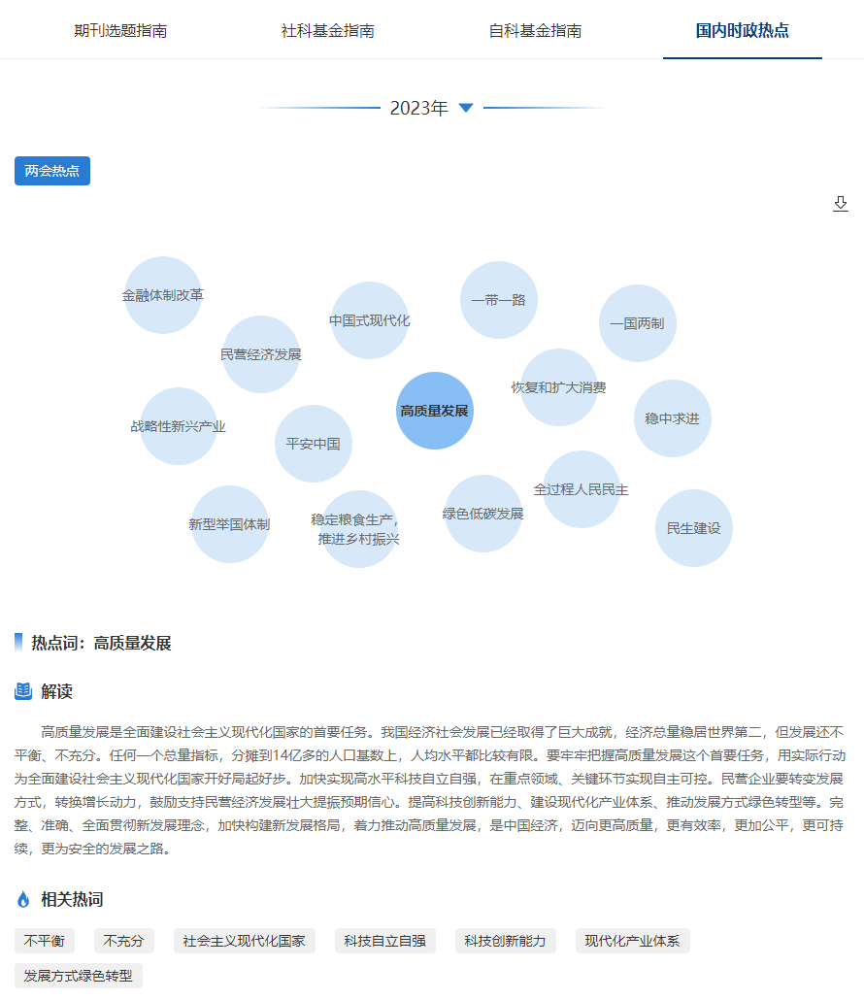 期刊选题指南
社科基金指南
自科基金指南
国内时政热点
2023年
两会热点
金融体制改革
一带一路
中国式现代化
一国两制
民营经济发展
恢复和扩大消费
高质量发展
稳中求进
战略性新兴产业
平安中国
全过程人民民主
绿色低碳发展
新型举国体制
稳定粮食生产，
推进乡村振兴
民生建设
热点词：高质量发展
解读
高质量发展是全面建设社会主义现代化国家的首要任务。我国经济社会发展已经取得了巨大成就，经济总量稳居世界第二，但发展还不
平衡、不充分。任何一个总量指标，分摊到14亿多的人口基数上，人均水平都比较有限。要牢牢把握高质量发展这个首要任务，用实际行动
为全面建设社会主义现代化国家开好局起好步。加快实现高水平科技自立自强，在重点领域、关键环节实现自主可控。民营企业要转变发展
方式，转换增长动力，鼓励支持民营经济发展壮大提振预期信心。提高科技创新能力、建设现代化产业体系、推动发展方式绿色转型等。完
整、准确、全面贯彻新发展理念，加快构建新发展格局，着力推动高质量发展，是中国经济，迈向更高质量，更有效率，更加公平，更可持
续，更为安全的发展之路。
相关热词
不平衡
不充分
社会主义现代化国家
科技自立自强
科技创新能力
现代化产业体系
发展方式绿色转型